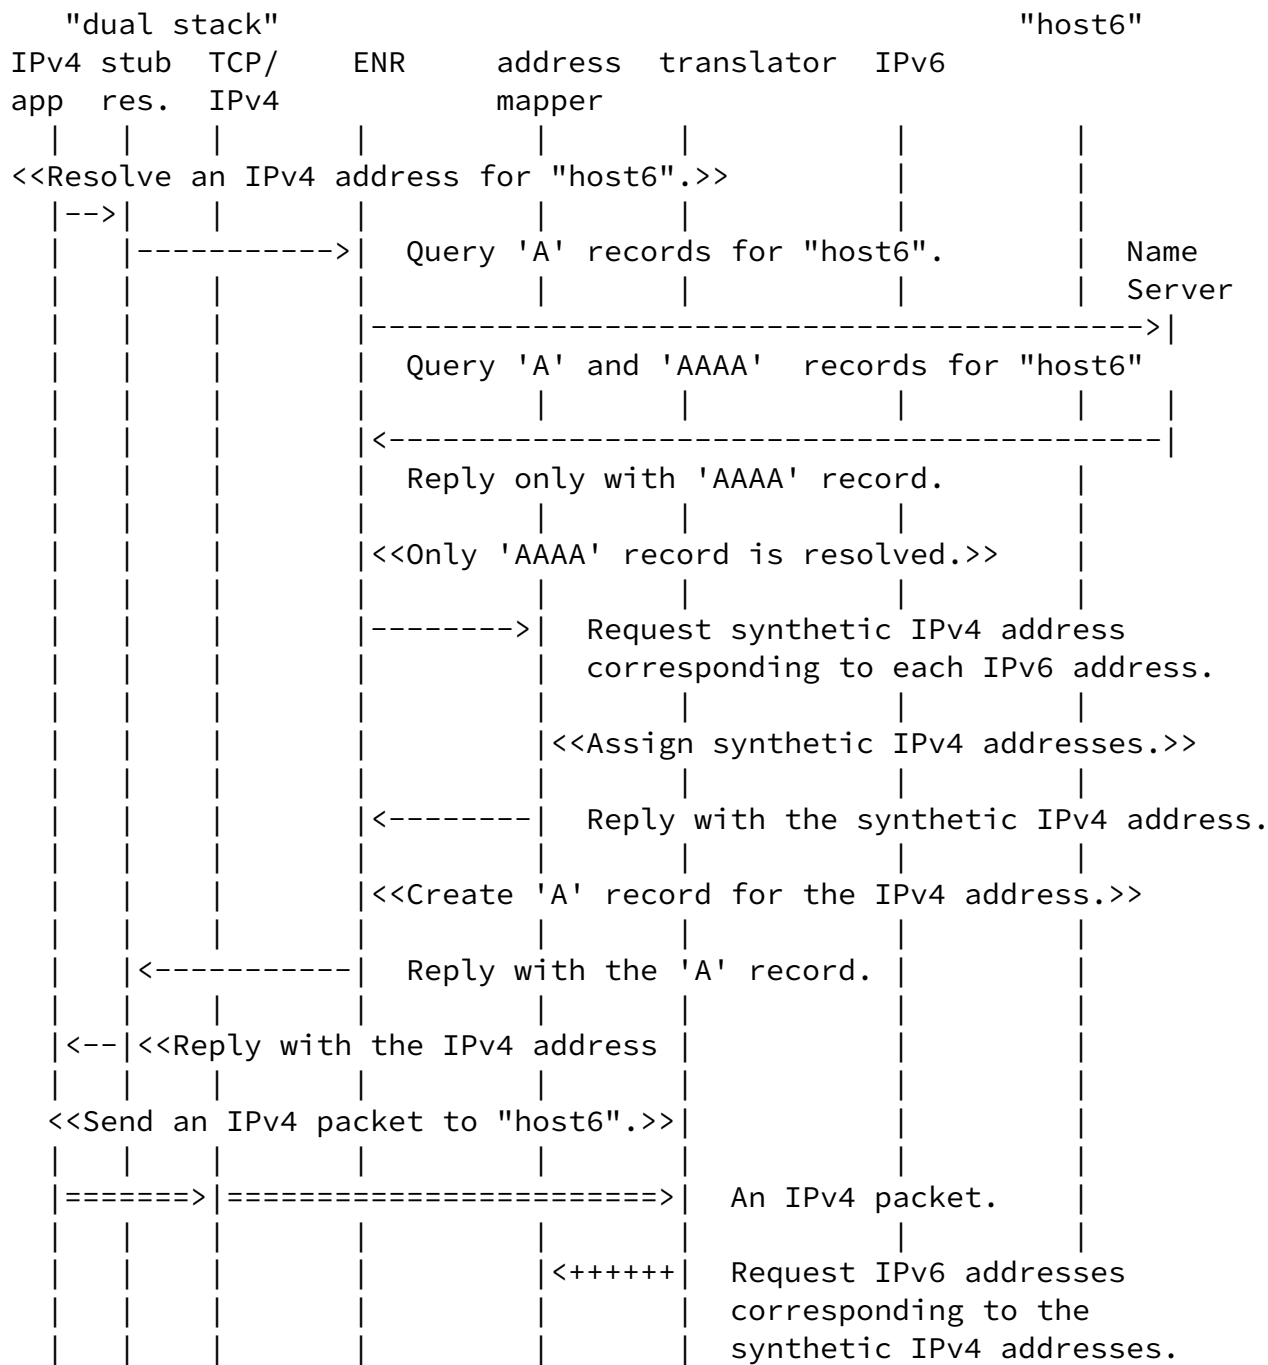 "dual stack" "host6"
IPv4 stub TCP/ ENR address translator IPv6
app res. IPv4 mapper
<<Resolve an IPv4 address for "host6".>>
Query 'A' records for "host6". Name
Server
Query 'A' and 'AAAA' records for "host6"
Reply only with 'AAAA' record.
<<Only 'AAAA' record is resolved.>>
Request synthetic IPv4 address
corresponding to each IPv6 address.
<<Assign synthetic IPv4 addresses.>>
Reply with the synthetic IPv4 address.
<<Create 'A' record for the IPv4 address.>>
Reply with the 'A' record.
<<Reply with the IPv4 address
<<Send an IPv4 packet to "host6".>>
An IPv4 packet.
Request IPv6 addresses
corresponding to the
synthetic IPv4 addresses.